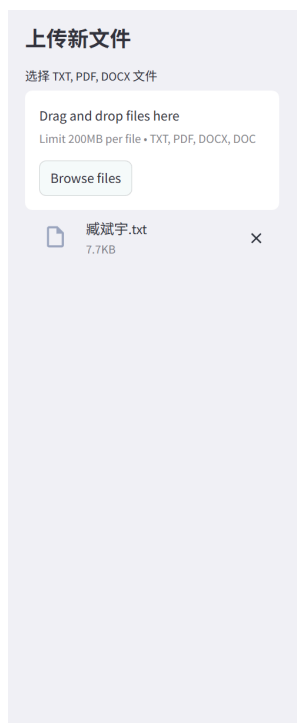 上传新文件
选择 TXT, PDF, DOCX 文件
Drag and drop files here
Limit 200MB per file • TXT, PDF, DOCX, DOC
Browse files
臧斌宇.txt
7.7KB